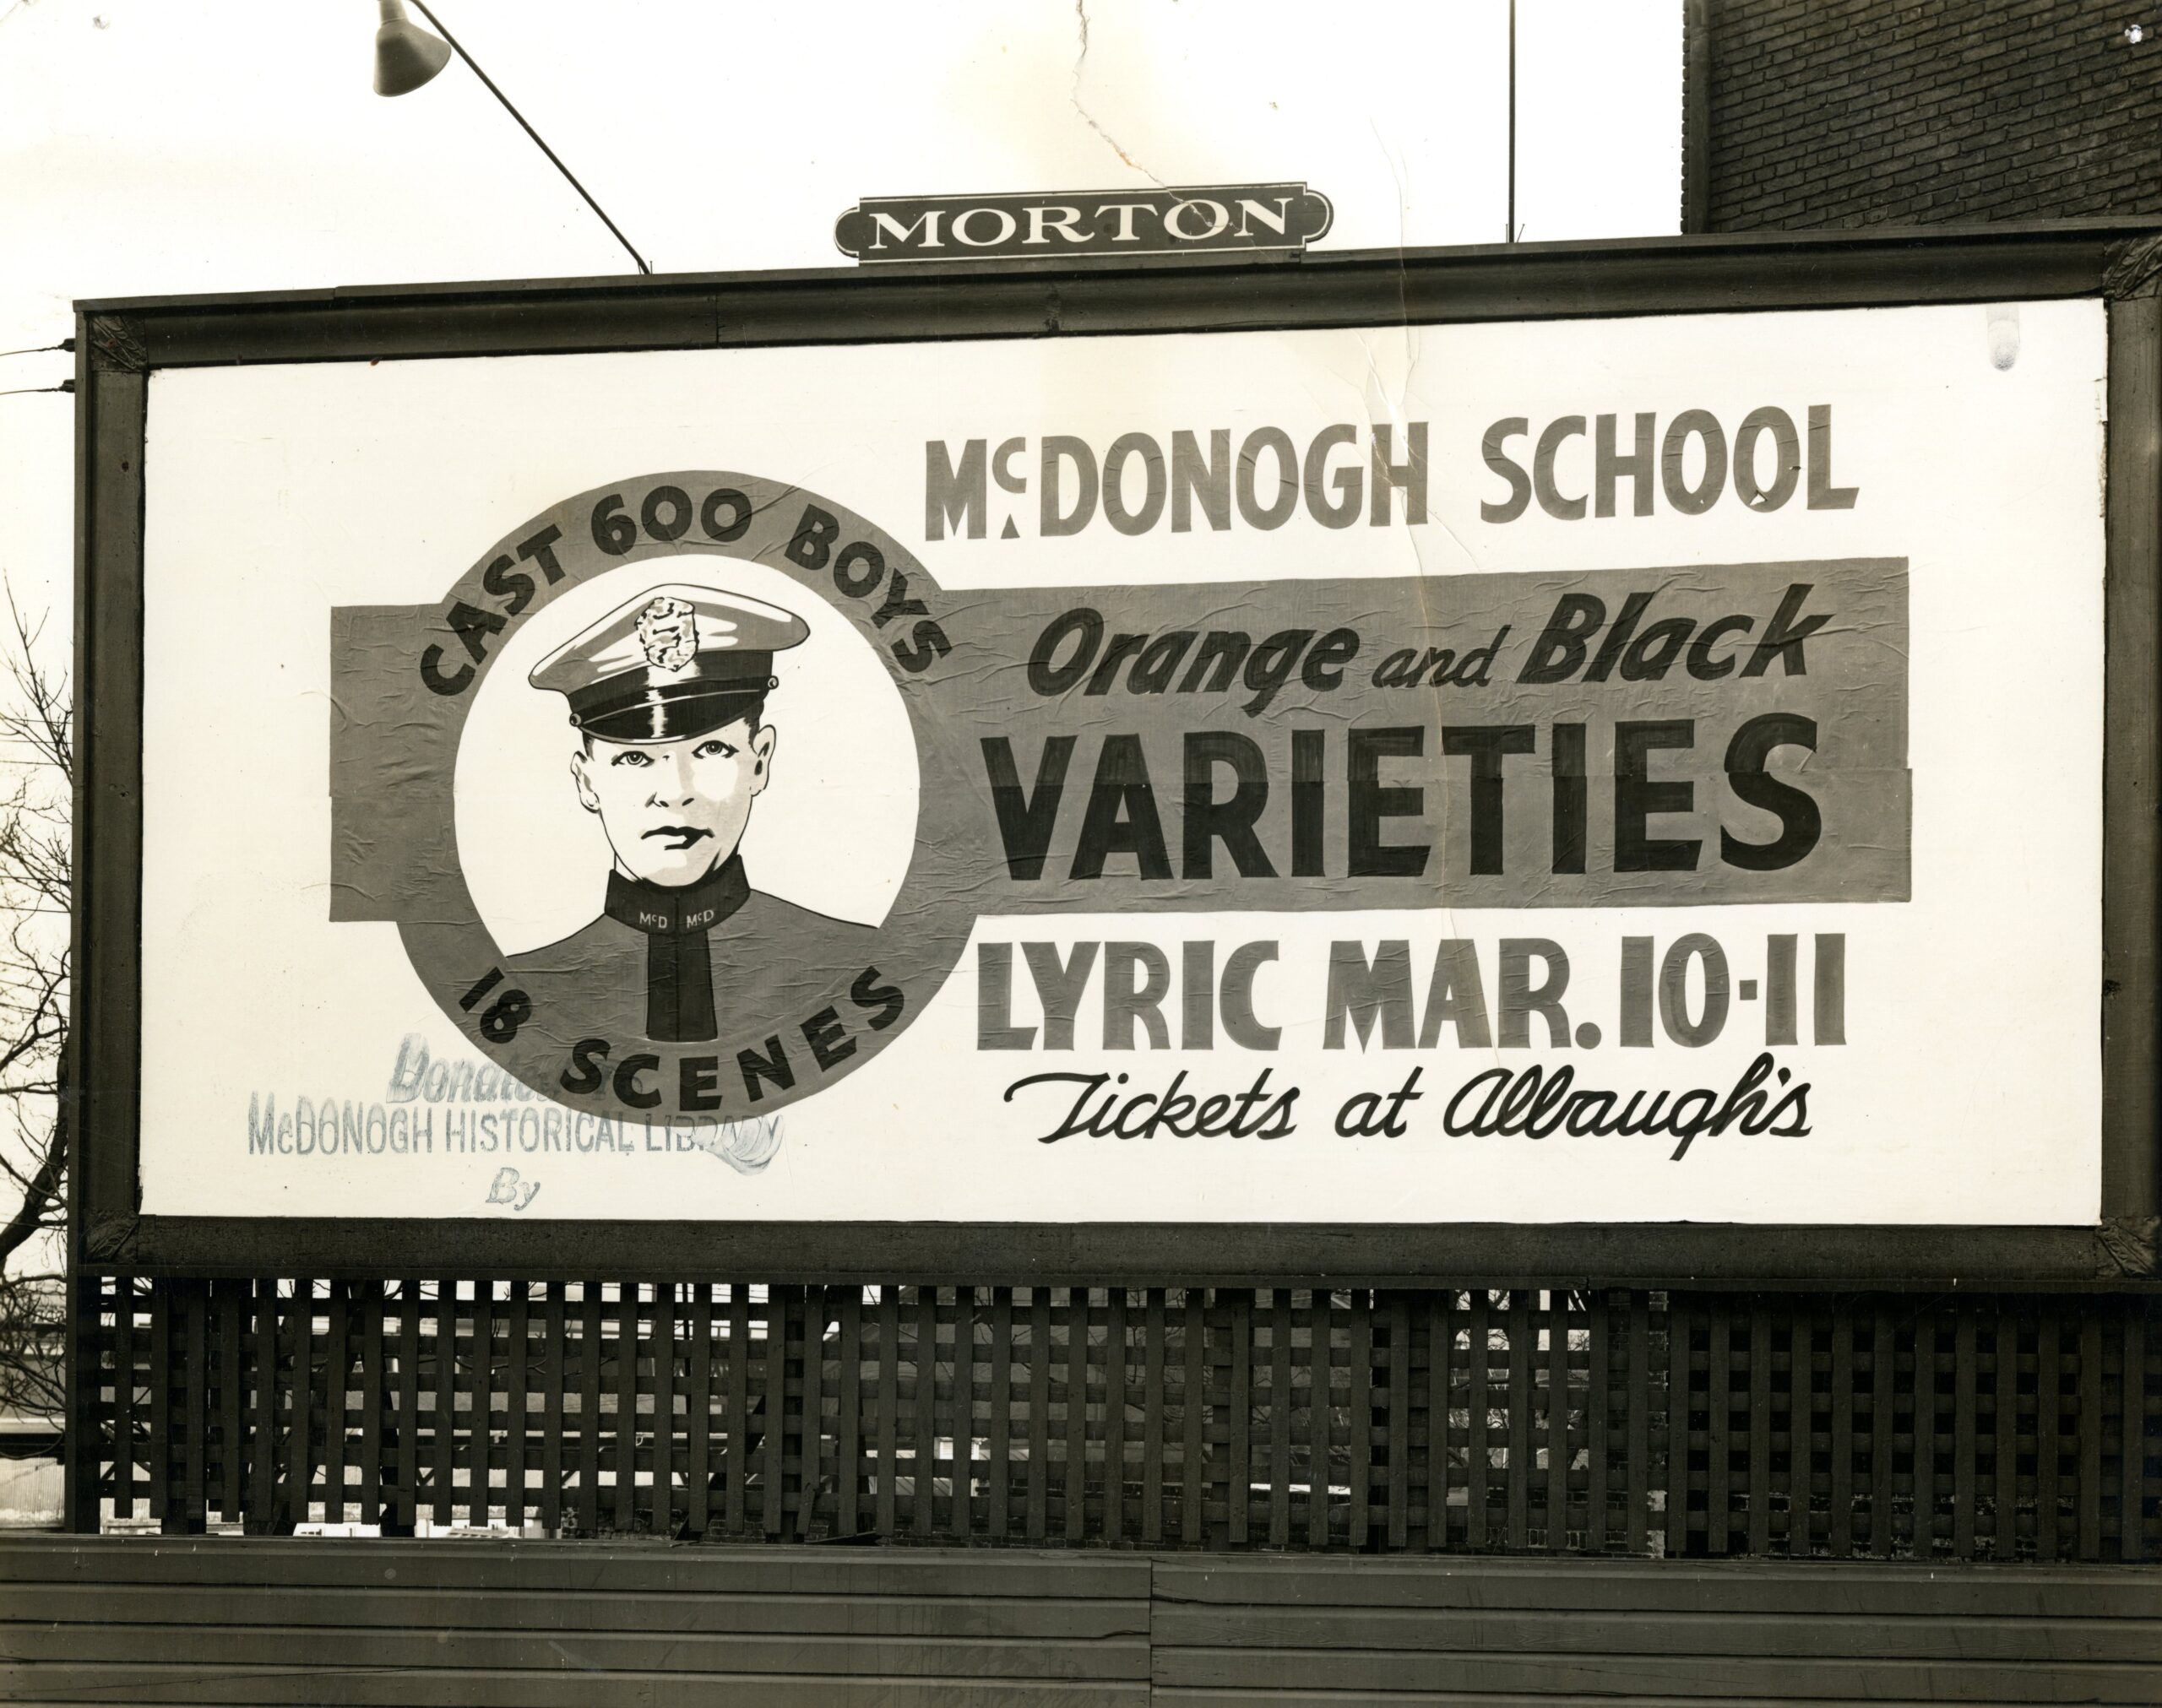 MORTON
McDONOGH SCHOOL
CAST 600 BOYS
Orange and Black
VARIETIES
McD McD
18 SCENES
LYRIC MAR. 10-11
Tickets at Albaugh's
McDONOGH HISTORICAL LIBRARY
By